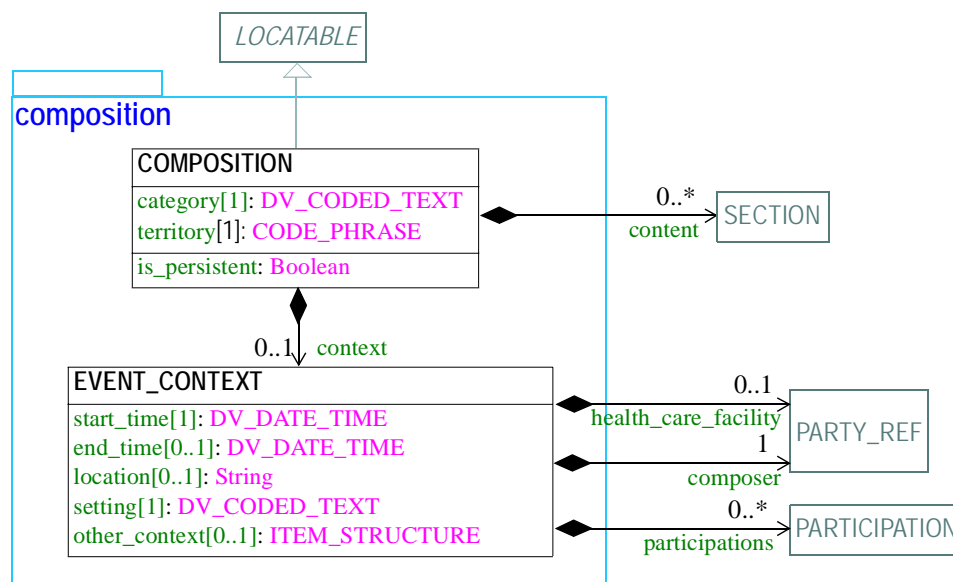 LOCATABLE
composition
COMPOSITION
category[1]: DV_CODED_TEXT
territory[1]: CODE_PHRASE
is_persistent: Boolean
0..*
content
SECTION
0..1
context
EVENT_CONTEXT
start_time[1]: DV_DATE_TIME
end_time[0..1]: DV_DATE_TIME
location[0..1]: String
setting[1]: DV_CODED_TEXT
other_context[0..1]: ITEM_STRUCTURE
0..1
health_care_facility
PARTY_REF
1
composer
0..*
participations
PARTICIPATION